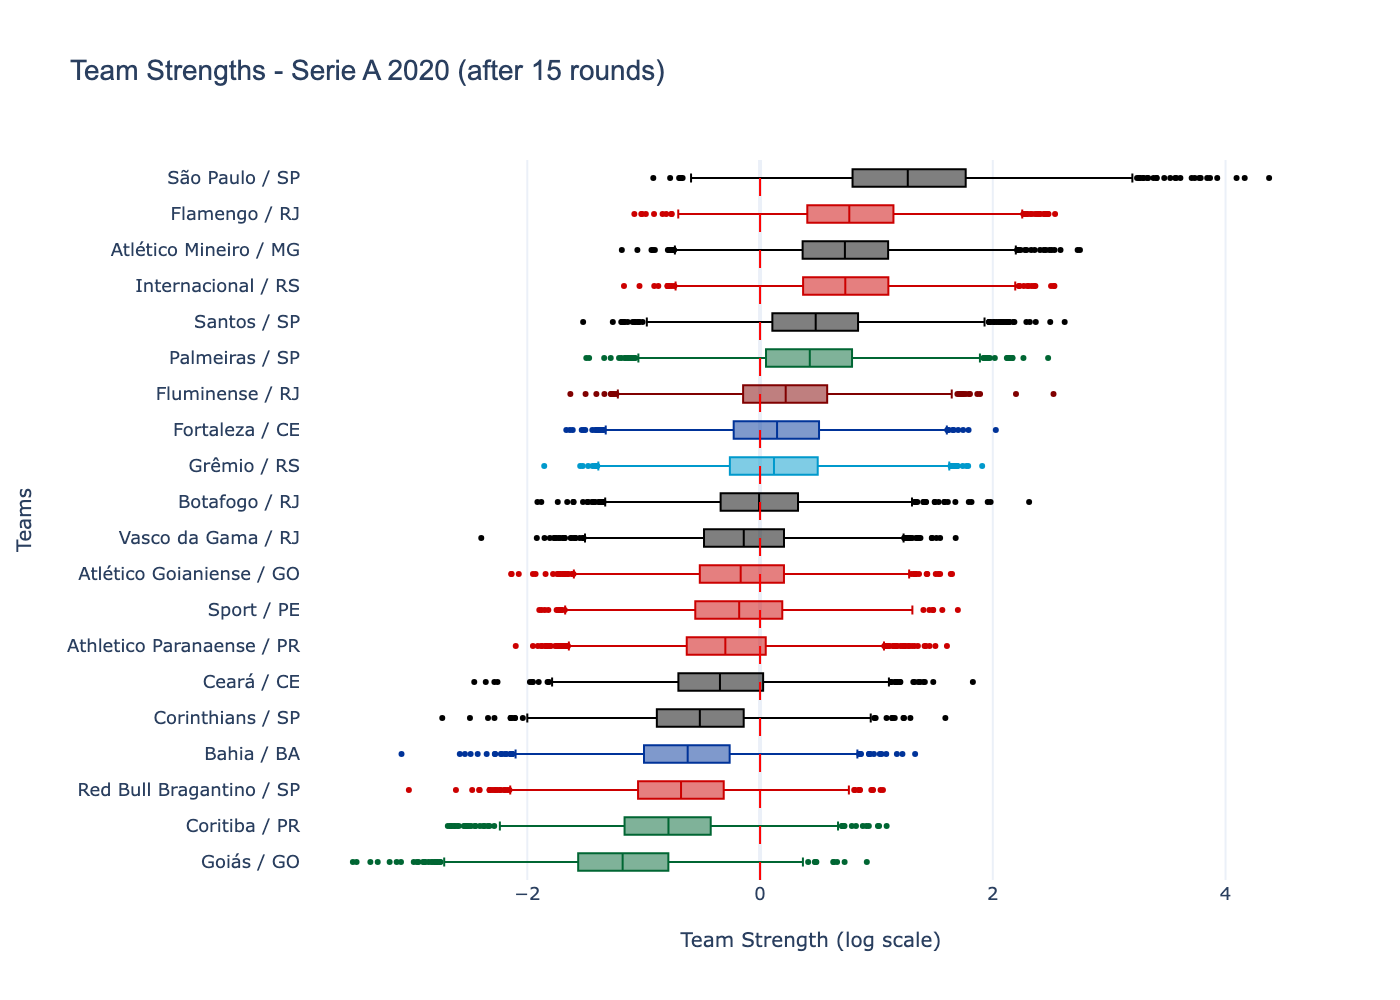 Team Strengths - Serie A 2020 (after 15 rounds)
São Paulo / SP
Flamengo / RJ
Atlético Mineiro / MG
Internacional / RS
Santos / SP
Palmeiras / SP
Fluminense / RJ
Fortaleza / CE
Grêmio / RS
Botafogo / RJ
Vasco da Gama / RJ
Atlético Goianiense / GO
Sport / PE
Athletico Paranaense / PR
Ceará / CE
Corinthians / SP
Bahia / BA
Red Bull Bragantino / SP
Coritiba / PR
Goiás / GO
Teams
−2 0 2 4
Team Strength (log scale)